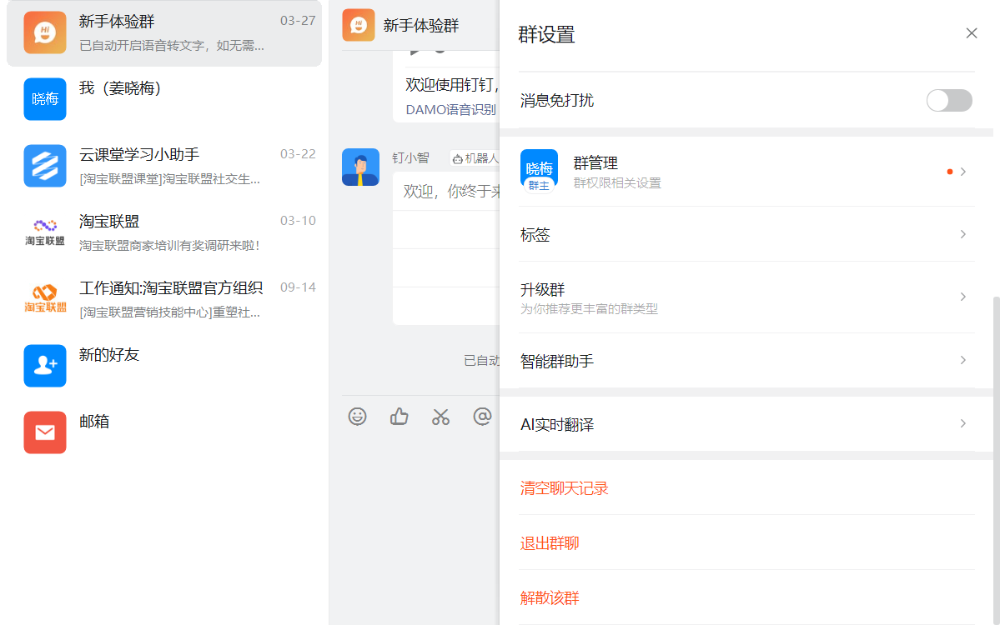 新手体验群
03-27
已自动开启语音转文字，如无需...
晓梅
我（姜晓梅）
云课堂学习小助手
03-22
[淘宝联盟课堂]淘宝联盟社交生...
淘宝联盟
淘宝联盟
03-10
淘宝联盟商家培训有奖调研来啦！
淘宝联盟
工作通知:淘宝联盟官方组织
09-14
[淘宝联盟营销技能中心]重塑社...
新的好友
邮箱
新手体验群
欢迎使用钉钉，
DAMO语音识别
钉小智
机器人
欢迎，你终于来
已自动
群设置
消息免打扰
晓梅
群主
群管理
群权限相关设置
标签
升级群
为你推荐更丰富的群类型
智能群助手
AI实时翻译
清空聊天记录
退出群聊
解散该群